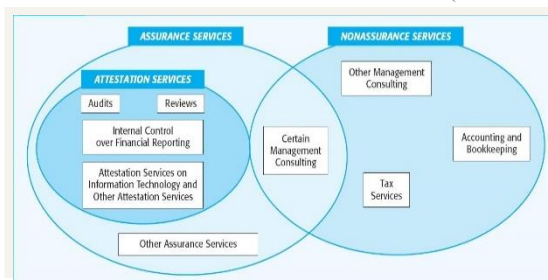 ASSURANCE SERVICES
NONASSURANCE SERVICES
ATTESTATION SERVICES
Audits
Reviews
Internal Control
over Financial Reporting
Attestation Services on
Information Technology and
Other Attestation Services
Other Assurance Services
Certain
Management
Consulting
Other Management
Consulting
Accounting and
Bookkeeping
Tax
Services